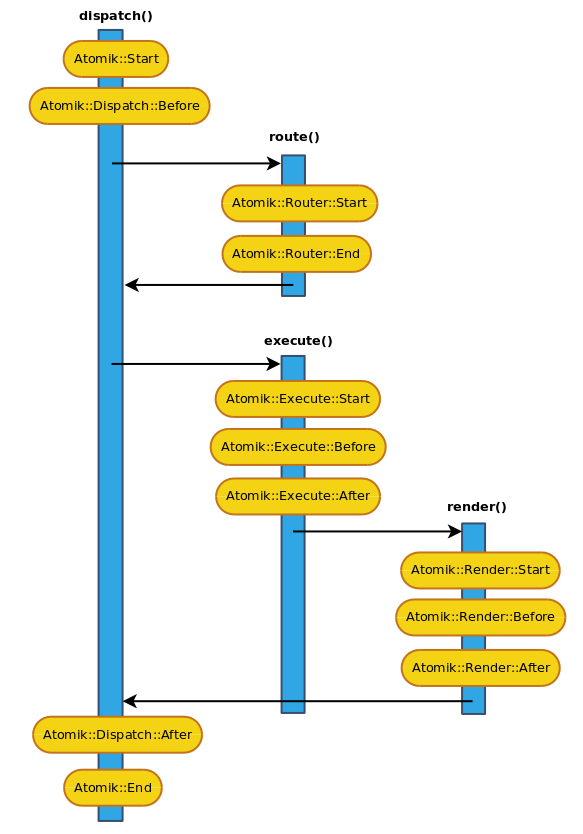 dispatch()
Atomik::Start
Atomik::Dispatch::Before
route()
Atomik::Router::Start
Atomik::Router::End
execute()
Atomik::Execute::Start
Atomik::Execute::Before
Atomik::Execute::After
render()
Atomik::Render::Start
Atomik::Render::Before
Atomik::Render::After
Atomik::Dispatch::After
Atomik::End